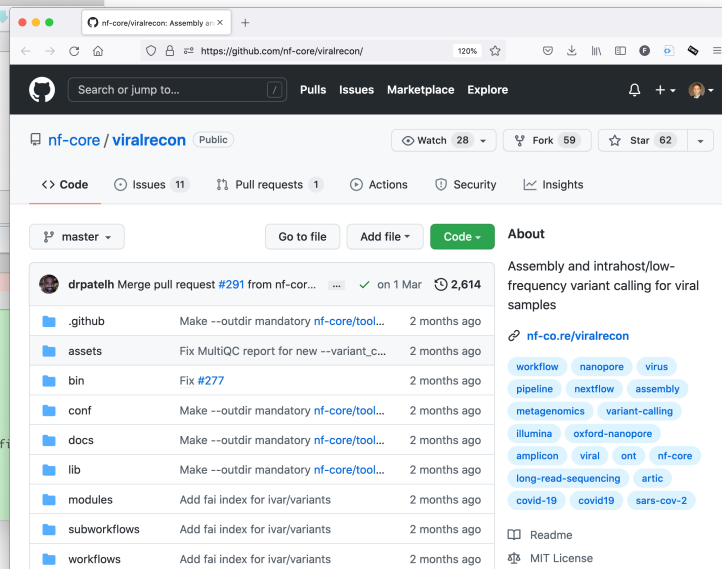 nf-core/viralrecon: Assembly an
https://github.com/nf-core/viralrecon/
120%
Search or jump to... / Pulls Issues Marketplace Explore
nf-core / viralrecon Public
Watch 28 Fork 59 Star 62
Code Issues 11 Pull requests 1 Actions Security Insights
master Go to file Add file Code
drpatelh Merge pull request #291 from nf-cor... ... on 1 Mar 2,614
.github Make --outdir mandatory nf-core/tool... 2 months ago
assets Fix MultiQC report for new --variant_c... 2 months ago
bin Fix #277 2 months ago
conf Make --outdir mandatory nf-core/tool... 2 months ago
docs Make --outdir mandatory nf-core/tool... 2 months ago
lib Make --outdir mandatory nf-core/tool... 2 months ago
modules Add fai index for ivar/variants 2 months ago
subworkflows Add fai index for ivar/variants 2 months ago
workflows Add fai index for ivar/variants 2 months ago
About
Assembly and intrahost/low-
frequency variant calling for viral
samples
nf-co.re/viralrecon
workflow nanopore virus
pipeline nextflow assembly
metagenomics variant-calling
illumina oxford-nanopore
amplicon viral ont nf-core
long-read-sequencing artic
covid-19 covid19 sars-cov-2
Readme
MIT License
fi